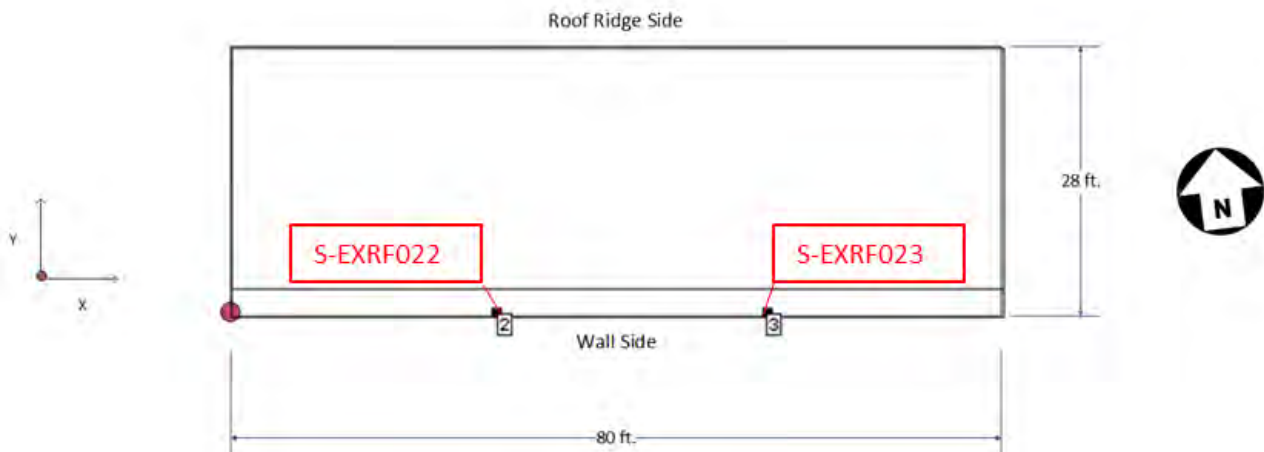 Roof Ridge Side
28 ft.
N
Y
X
S-EXRF022
S-EXRF023
2
3
Wall Side
80 ft.